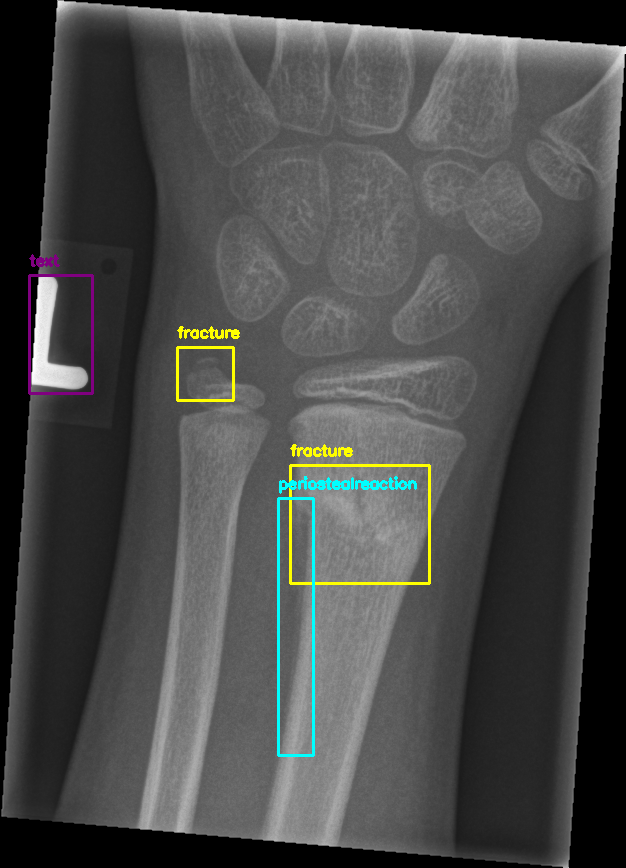 text
L
fracture
fracture
periostealreaction